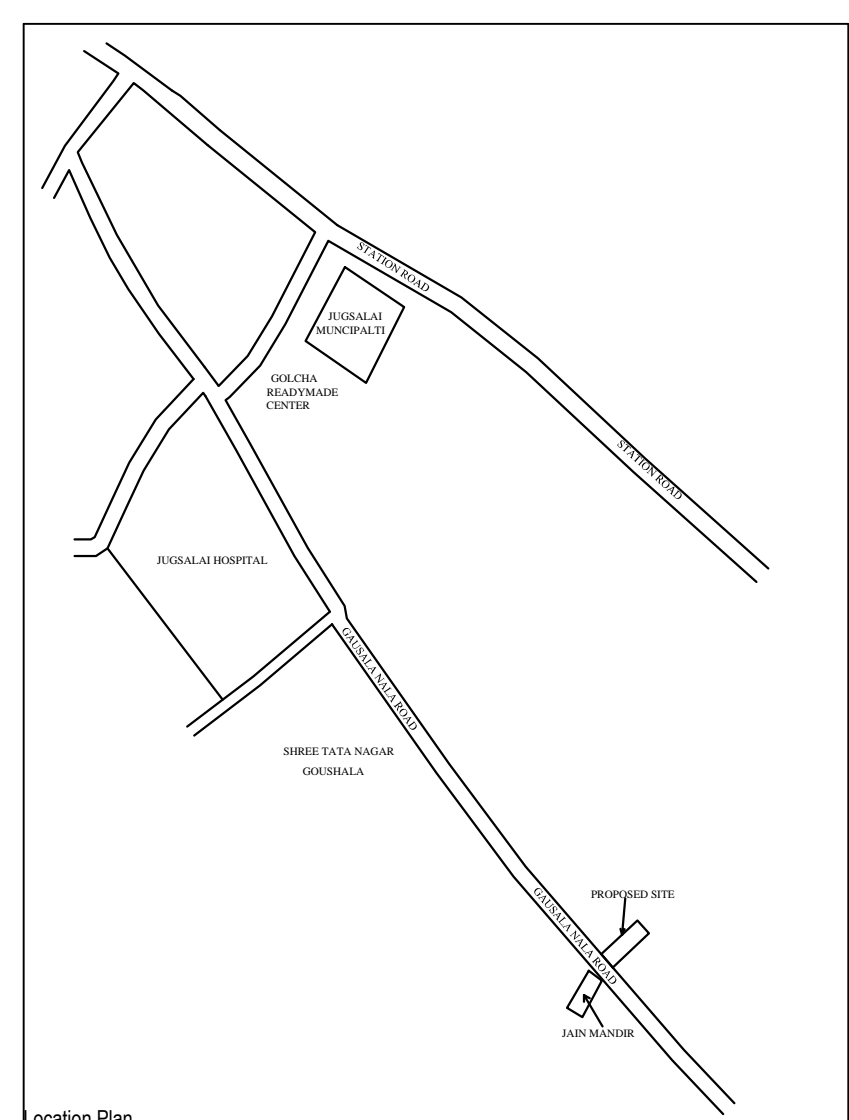 STATION ROAD
JUGSALAI
MUNCIPALTI
GOLCHA
READYMADE
CENTER
STATION ROAD
JUGSALAI HOSPITAL
GAUSALA NALA ROAD
SHREE TATA NAGAR
GOUSHALA
PROPOSED SITE
GAUSALA NALA ROAD
JAIN MANDIR
Location Plan